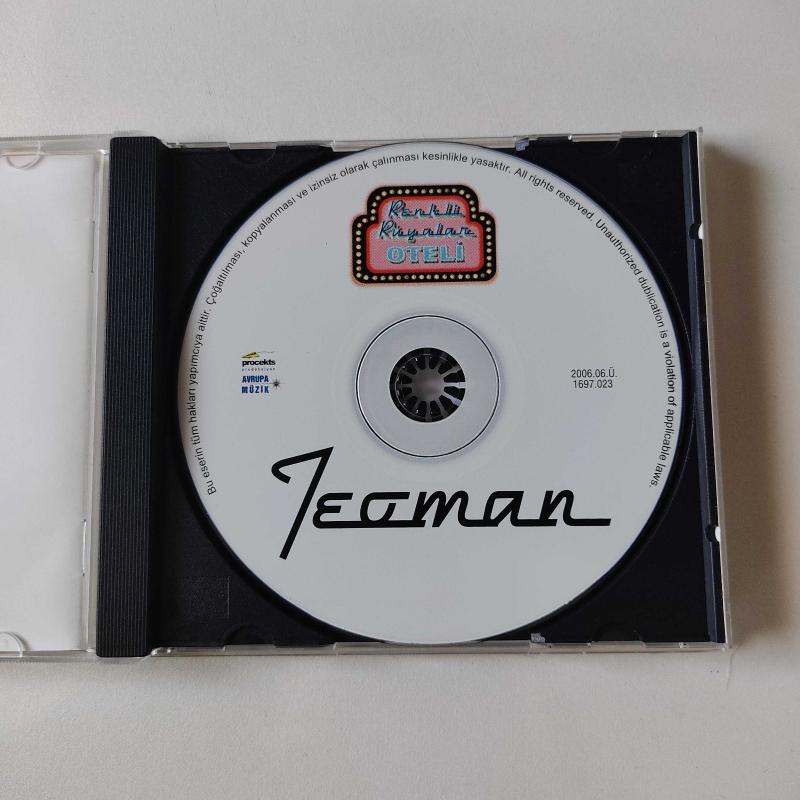 Bu eserin tüm hakları yapımcıya aittir. Çoğaltılması, kopyalanması ve izinsiz olarak çalınması kesinlikle yasaktır. All rights reserved. Unauthorized dublication is a violation of applicable laws.
Renkli
Rüyalar
OTELİ
procekts
prodüksiyon
AVRUPA
MÜZİK
2006.06.Ü.
1697.023
Teoman